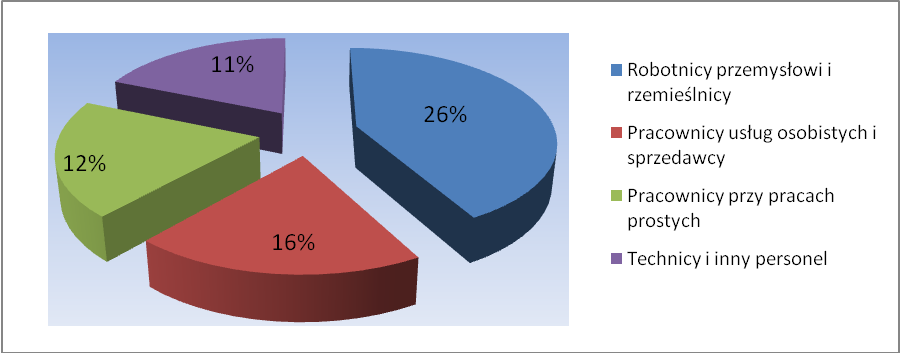 11%
26%
12%
16%
Robotnicy przemysłowi i
rzemieślnicy
Pracownicy usług osobistych i
sprzedawcy
Pracownicy przy pracach
prostych
Technicy i inny personel